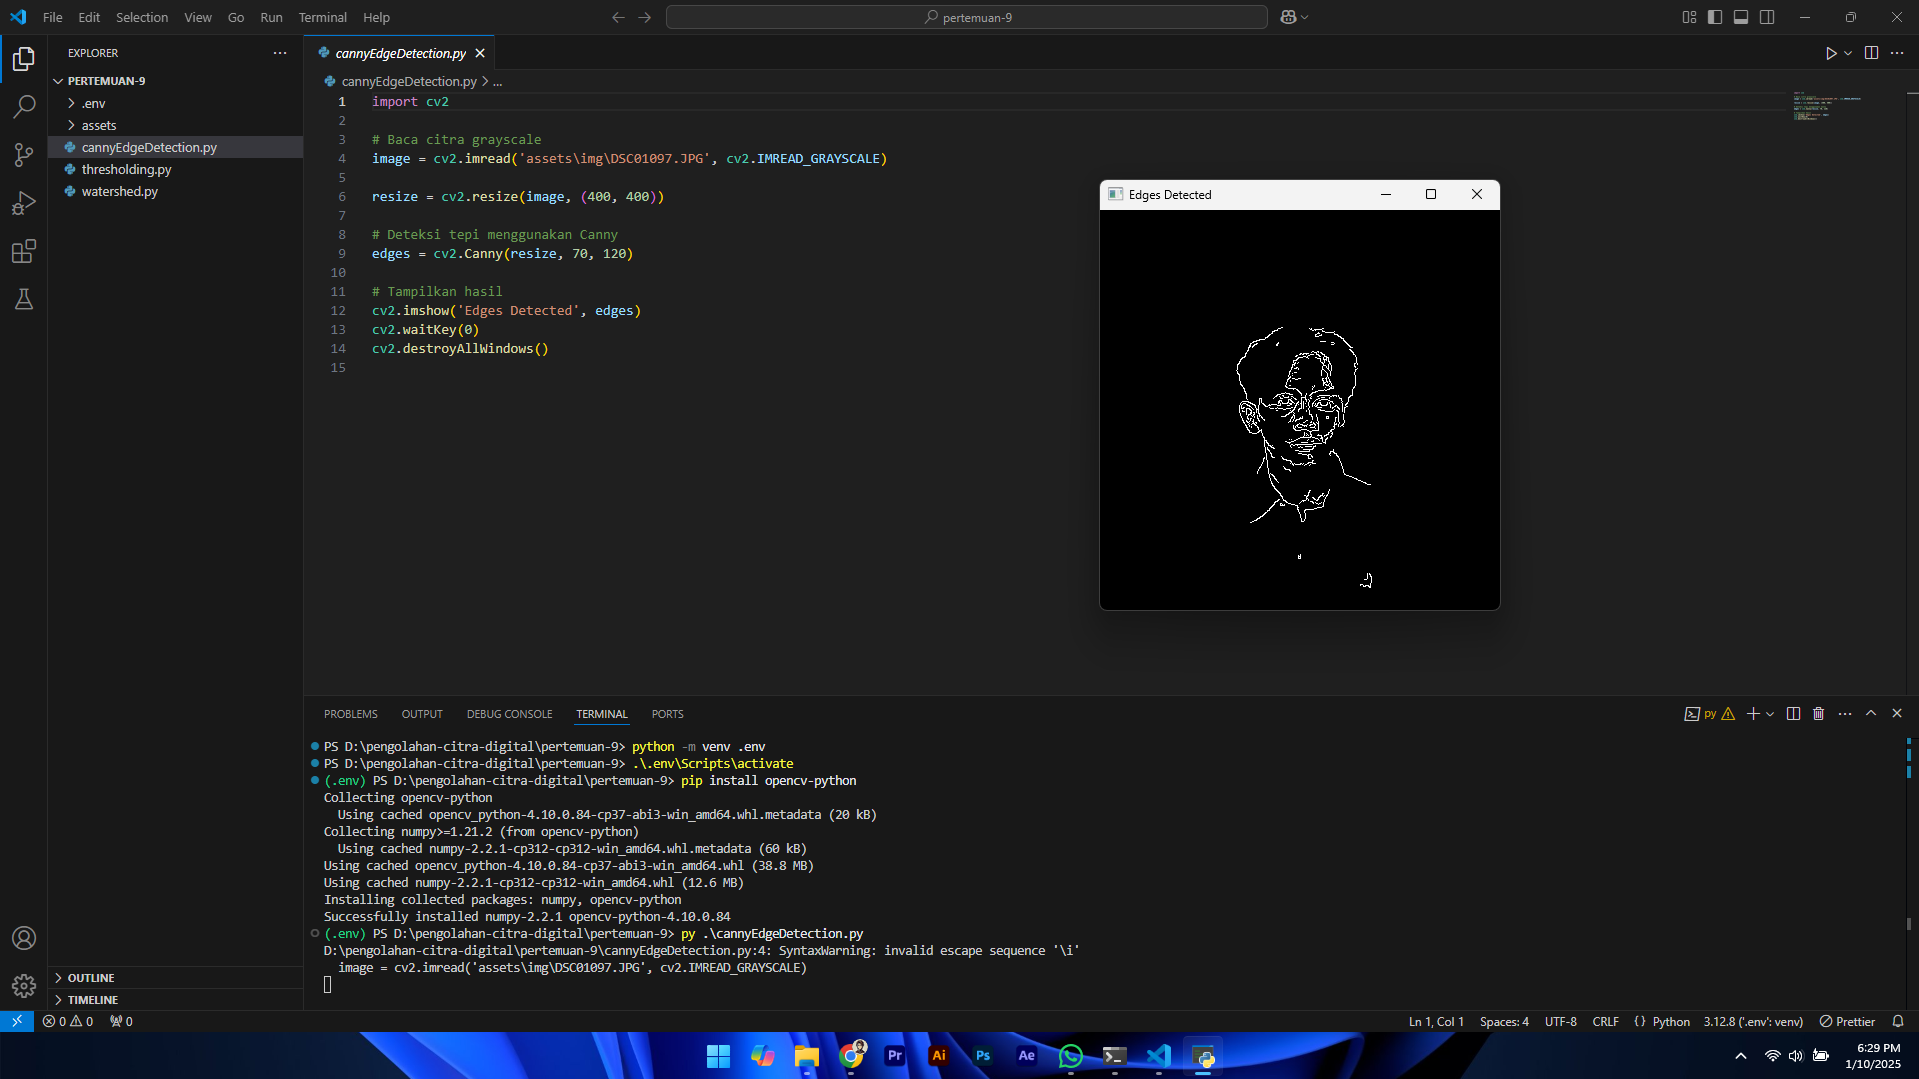 File Edit Selection View Go Run Terminal Help
pertemuan-9
EXPLORER
PERTEMUAN-9
.env
assets
cannyEdgeDetection.py
thresholding.py
watershed.py
OUTLINE
TIMELINE
cannyEdgeDetection.py
cannyEdgeDetection.py > ...
1 import cv2
2
3 # Baca citra grayscale
4 image = cv2.imread('assets\img\DSC01097.JPG', cv2.IMREAD_GRAYSCALE)
5
6 resize = cv2.resize(image, (400, 400))
7
8 # Deteksi tepi menggunakan Canny
9 edges = cv2.Canny(resize, 70, 120)
10
11 # Tampilkan hasil
12 cv2.imshow('Edges Detected', edges)
13 cv2.waitKey(0)
14 cv2.destroyAllWindows()
15
Edges Detected
PROBLEMS OUTPUT DEBUG CONSOLE TERMINAL PORTS
py
PS D:\pengolahan-citra-digital\pertemuan-9> python -m venv .env
PS D:\pengolahan-citra-digital\pertemuan-9> .\.env\Scripts\activate
(.env) PS D:\pengolahan-citra-digital\pertemuan-9> pip install opencv-python
Collecting opencv-python
Using cached opencv_python-4.10.0.84-cp37-abi3-win_amd64.whl.metadata (20 kB)
Collecting numpy>=1.21.2 (from opencv-python)
Using cached numpy-2.2.1-cp312-cp312-win_amd64.whl.metadata (60 kB)
Using cached opencv_python-4.10.0.84-cp37-abi3-win_amd64.whl (38.8 MB)
Using cached numpy-2.2.1-cp312-cp312-win_amd64.whl (12.6 MB)
Installing collected packages: numpy, opencv-python
Successfully installed numpy-2.2.1 opencv-python-4.10.0.84
(.env) PS D:\pengolahan-citra-digital\pertemuan-9> py .\cannyEdgeDetection.py
D:\pengolahan-citra-digital\pertemuan-9\cannyEdgeDetection.py:4: SyntaxWarning: invalid escape sequence '\i'
image = cv2.imread('assets\img\DSC01097.JPG', cv2.IMREAD_GRAYSCALE)
0 0 0 Ln 1, Col 1 Spaces: 4 UTF-8 CRLF {} Python 3.12.8 ('.env': venv) Prettier
Pr Ai Ps Ae
6:29 PM
1/10/2025